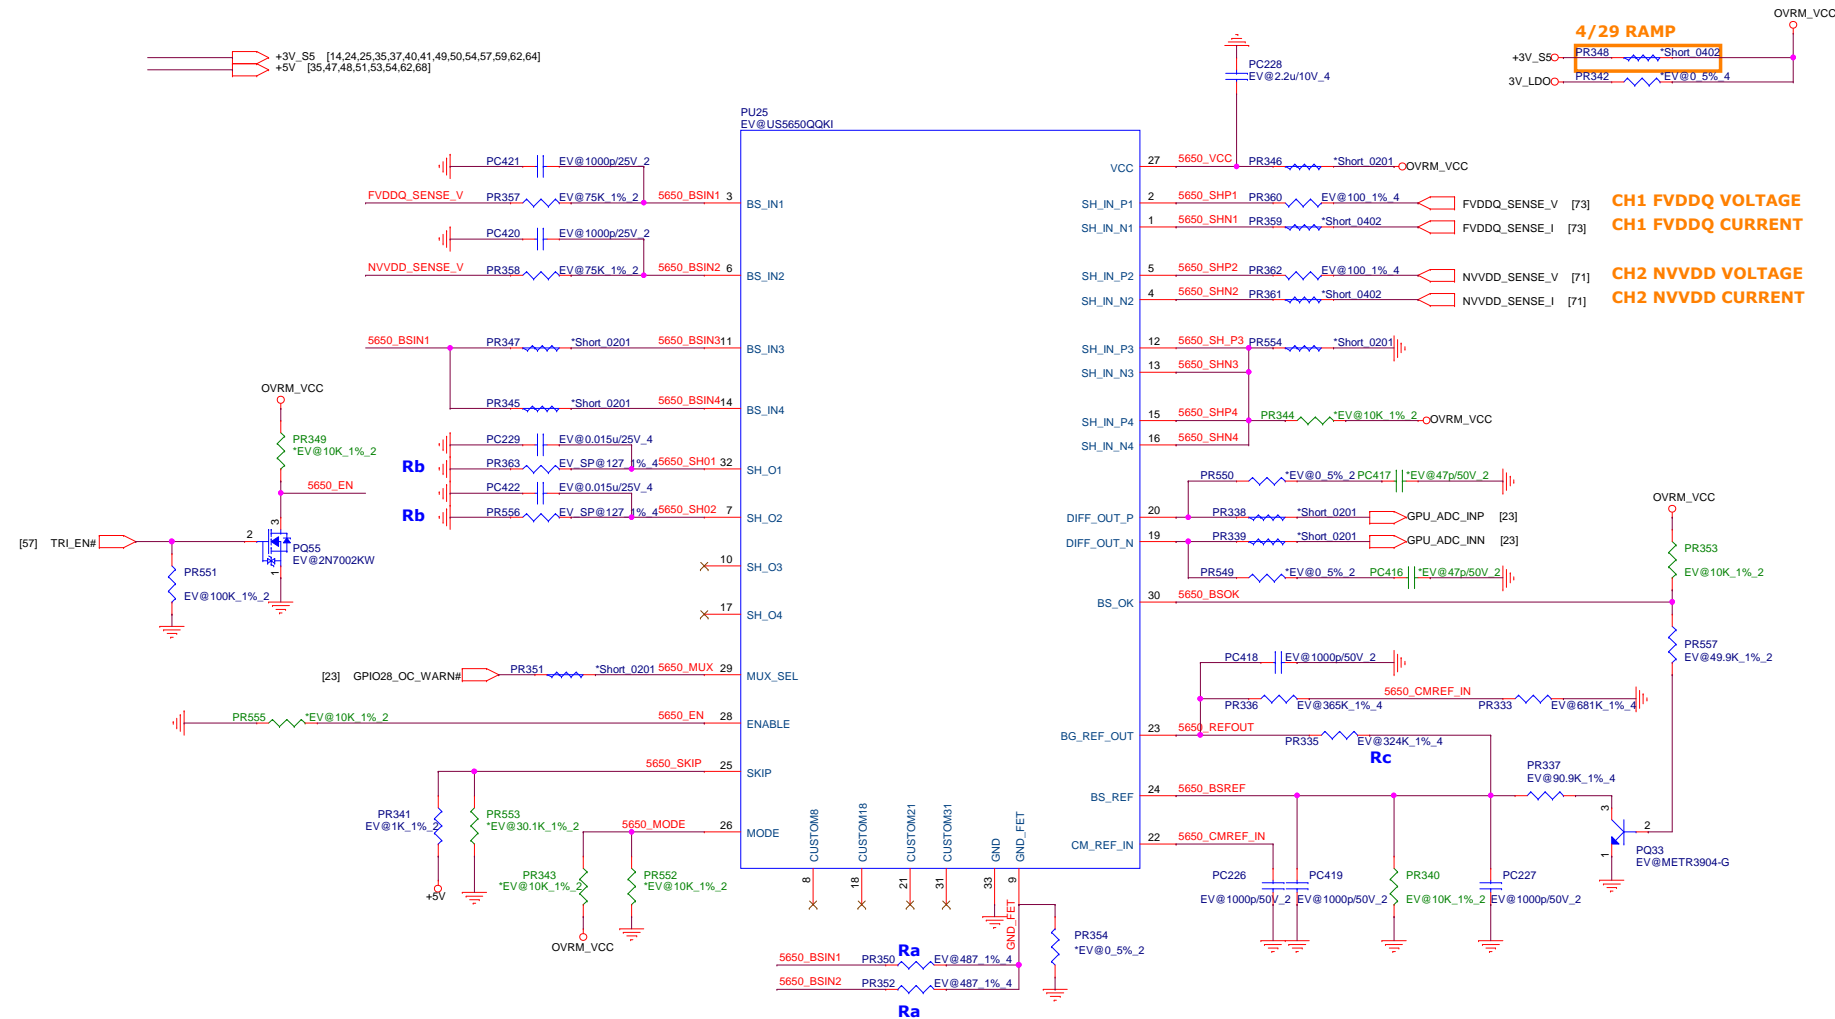 OVRM_VCC
4/29 RAMP
+3V_S5 [14,24,25,35,37,40,41,49,50,54,57,59,62,64]
+5V [35,47,48,51,53,54,62,68]
+3V_S5 PR348 *Short_0402
3V_LDO PR342 *EV@0_5%_4
PC228
EV@2.2u/10V_4
PU25
EV@US5650QQKI
PC421 EV@1000p/25V_2
FVDDQ_SENSE_V PR357 EV@75K_1%_2 5650_BSIN1 3 BS_IN1
PC420 EV@1000p/25V_2
NVVDD_SENSE_V PR358 EV@75K_1%_2 5650_BSIN2 6 BS_IN2
5650_BSIN1 PR347 *Short_0201 5650_BSIN3 11 BS_IN3
PR345 *Short_0201 5650_BSIN4 14 BS_IN4
PC229 EV@0.015u/25V_4
Rb PR363 EV_SP@127_1%_4 5650_SH01 32 SH_O1
PC422 EV@0.015u/25V_4
Rb PR556 EV_SP@127_1%_4 5650_SH02 7 SH_O2
10 SH_O3
17 SH_O4
OVRM_VCC
PR349
*EV@10K_1%_2
5650_EN
3
2
1
[57] TRI_EN#
PQ55
EV@2N7002KW
PR551
EV@100K_1%_2
[23] GPIO28_OC_WARN# PR351 *Short_0201 5650_MUX 29 MUX_SEL
PR555 *EV@10K_1%_2 5650_EN 28 ENABLE
5650_SKIP 25 SKIP
PR341
EV@1K_1%_2
PR553
*EV@30.1K_1%_2
+5V
5650_MODE 26 MODE
PR343
*EV@10K_1%_2
PR552
*EV@10K_1%_2
OVRM_VCC
VCC 27 5650_VCC PR346 *Short_0201 OVRM_VCC
SH_IN_P1 2 5650_SHP1 PR360 EV@100_1%_4 FVDDQ_SENSE_V [73] CH1 FVDDQ VOLTAGE
SH_IN_N1 1 5650_SHN1 PR359 *Short_0402 FVDDQ_SENSE_I [73] CH1 FVDDQ CURRENT
SH_IN_P2 5 5650_SHP2 PR362 EV@100_1%_4 NVVDD_SENSE_V [71] CH2 NVVDD VOLTAGE
SH_IN_N2 4 5650_SHN2 PR361 *Short_0402 NVVDD_SENSE_I [71] CH2 NVVDD CURRENT
SH_IN_P3 12 5650_SH_P3 PR554 *Short_0201
SH_IN_N3 13 5650_SHN3
SH_IN_P4 15 5650_SHP4 PR344 *EV@10K_1%_2 OVRM_VCC
SH_IN_N4 16 5650_SHN4
PR550 *EV@0_5%_2 PC417 *EV@47p/50V_2
DIFF_OUT_P 20 PR338 *Short_0201 GPU_ADC_INP [23]
DIFF_OUT_N 19 PR339 *Short_0201 GPU_ADC_INN [23]
PR549 *EV@0_5%_2 PC416 *EV@47p/50V_2
BS_OK 30 5650_BSOK
OVRM_VCC
PR353
EV@10K_1%_2
PR557
EV@49.9K_1%_2
PC418 EV@1000p/50V_2
5650_CMREF_IN
PR336 EV@365K_1%_4 PR333 EV@681K_1%_4
BG_REF_OUT 23 5650_REFOUT
PR335 EV@324K_1%_4
Rc
PR337
EV@90.9K_1%_4
BS_REF 24 5650_BSREF
3
2
1
PQ33
EV@METR3904-G
CM_REF_IN 22 5650_CMREF_IN
PC226
EV@1000p/50V_2
PC419
EV@1000p/50V_2
PR340
EV@10K_1%_2
PC227
EV@1000p/50V_2
CUSTOM8 CUSTOM18 CUSTOM21 CUSTOM31 GND GND_FET
8 18 21 31 33 9
GND_FET
PR354
*EV@0_5%_2
Ra
5650_BSIN1 PR350 EV@487_1%_4
5650_BSIN2 PR352 EV@487_1%_4
Ra